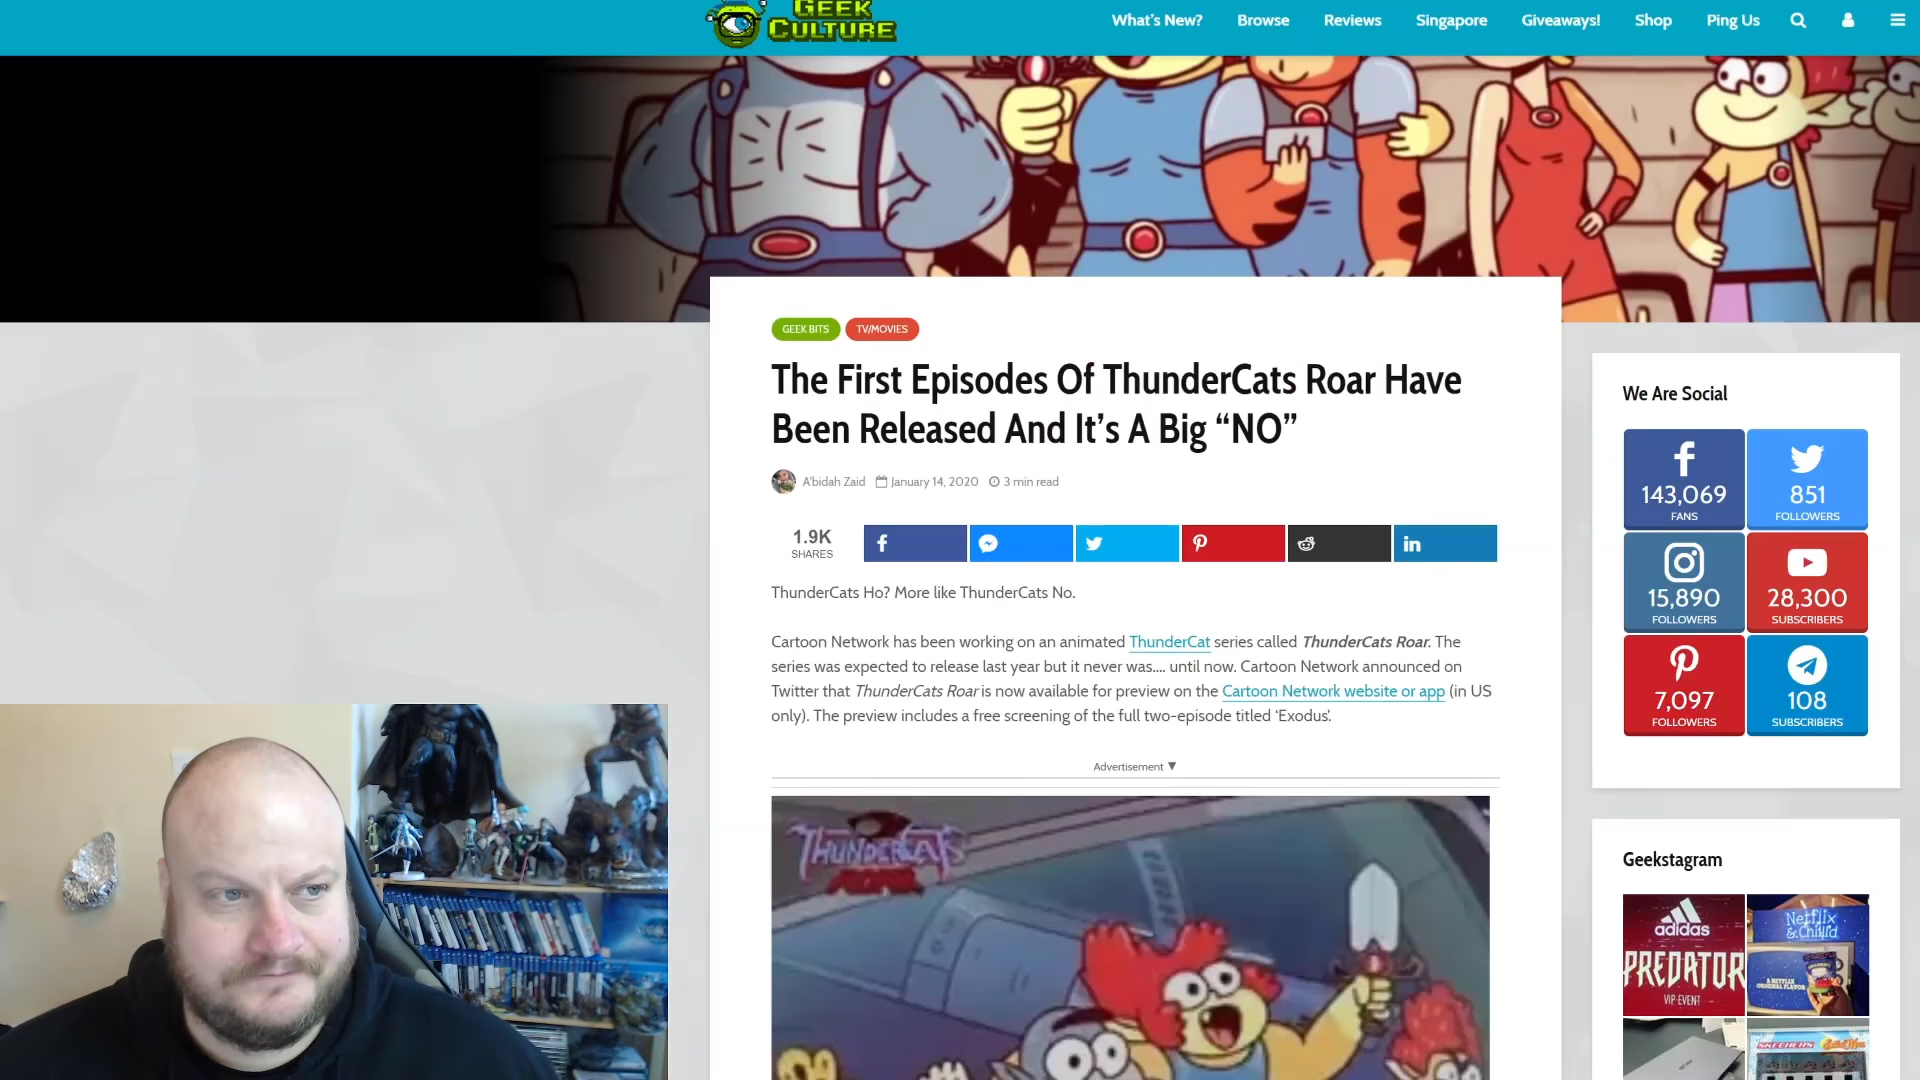 GEEK
CULTURE
What's New?
Browse
Reviews
Singapore
Giveaways!
Shop
Ping Us
GEEK BITS
TV/MOVIES
The First Episodes Of ThunderCats Roar Have
Been Released And It's A Big “NO”
A'bidah Zaid
January 14, 2020
3 min read
1.9K
SHARES
ThunderCats Ho? More like ThunderCats No.
Cartoon Network has been working on an animated ThunderCat series called ThunderCats Roar. The
series was expected to release last year but it never was.... until now. Cartoon Network announced on
Twitter that ThunderCats Roar is now available for preview on the Cartoon Network website or app (in US
only). The preview includes a free screening of the full two-episode titled ‘Exodus’.
Advertisement ▼
THUNDERCATS
We Are Social
143,069
FANS
851
FOLLOWERS
15,890
FOLLOWERS
28,300
SUBSCRIBERS
7,097
FOLLOWERS
108
SUBSCRIBERS
Geekstagram
adidas
PREDATOR
VIP EVENT
Netflix
& Chilll'd
A NETFLIX
ORIGINAL FLAVOR
SKECHERS